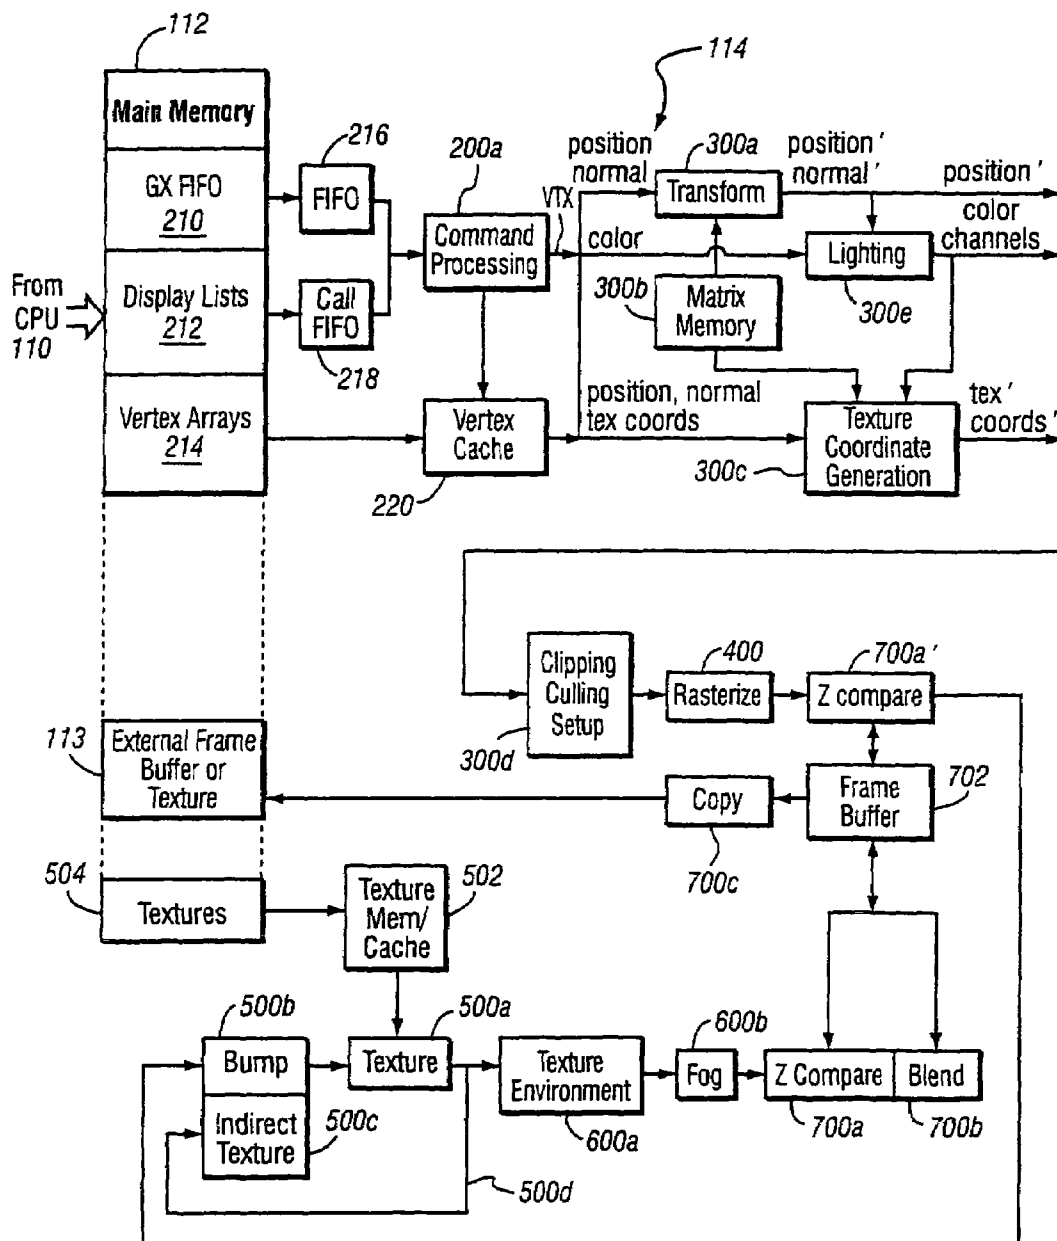 112
114
Main Memory
GX FIFO
210
Display Lists
212
Vertex Arrays
214
From
CPU
110
216
FIFO
Call
FIFO
218
200a
Command
Processing
Vertex
Cache
220
VTX
position
normal
color
position, normal
tex coords
300a
Transform
300b
Matrix
Memory
position '
normal '
Lighting
300e
300c
Texture
Coordinate
Generation
position '
color
channels
tex '
coords '
Clipping
Culling
Setup
300d
400
Rasterize
700a '
Z compare
113
External Frame
Buffer or
Texture
Copy
700c
Frame
Buffer
702
504
Textures
Texture
Mem/
Cache
502
500b
Bump
Indirect
Texture
500c
500a
Texture
500d
Texture
Environment
600a
600b
Fog
Z Compare
700a
Blend
700b